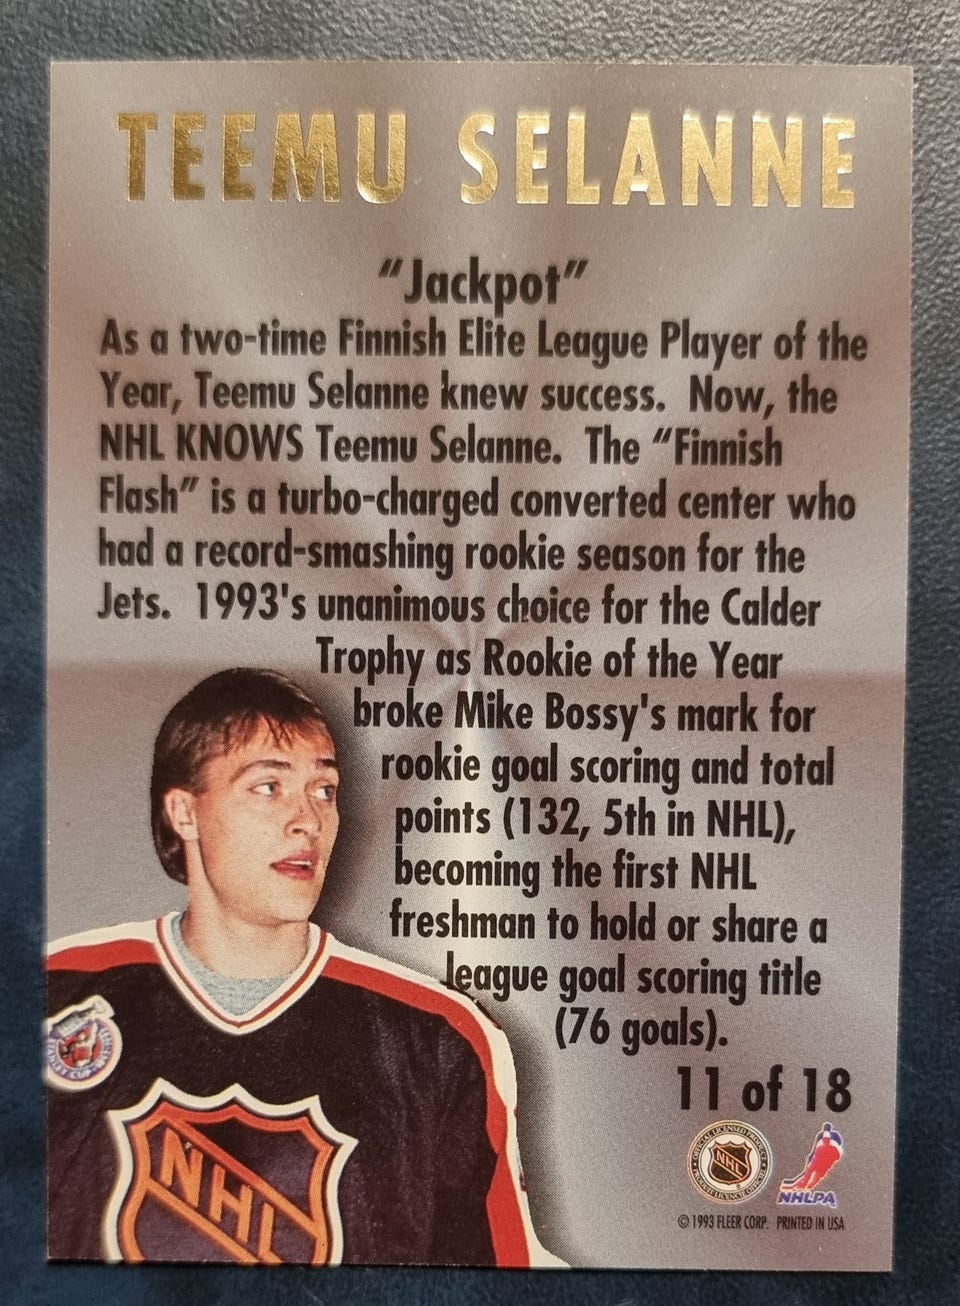 TEEMU SELANNE
"Jackpot"
As a two-time Finnish Elite League Player of the
Year, Teemu Selanne knew success. Now, the
NHL KNOWS Teemu Selanne. The "Finnish
Flash" is a turbo-charged converted center who
had a record-smashing rookie season for the
Jets. 1993's unanimous choice for the Calder
Trophy as Rookie of the Year
broke Mike Bossy's mark for
rookie goal scoring and total
points (132, 5th in NHL),
becoming the first NHL
freshman to hold or share a
league goal scoring title
(76 goals).
11 of 18
NHL
NHL
NHLPA
© 1993 FLEER CORP. PRINTED IN USA